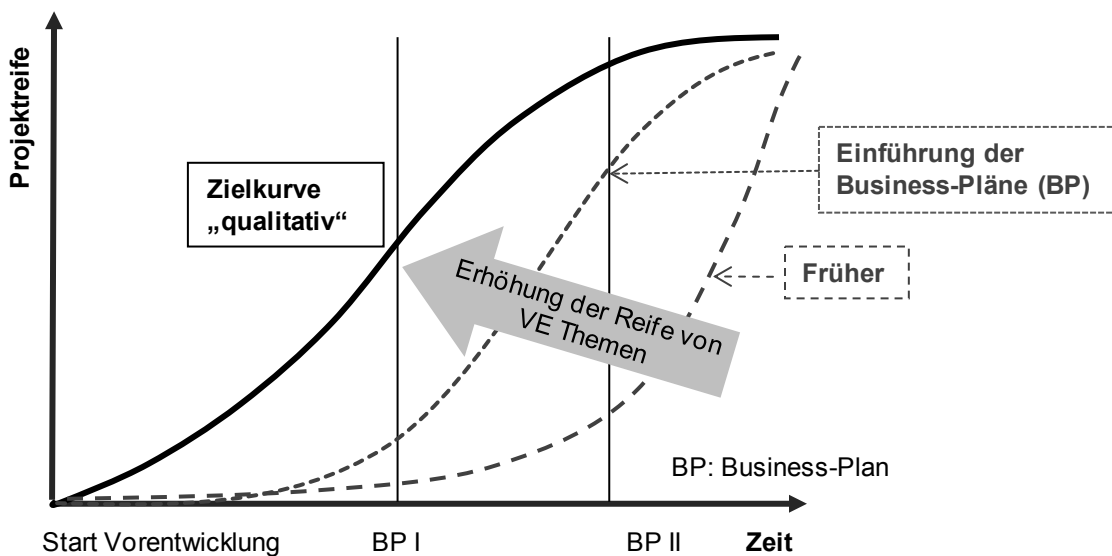 Projektreife
Zielkurve
„qualitativ“
Einführung der
Business-Pläne (BP)
Früher
Erhöhung der Reife von
VE Themen
BP: Business-Plan
Start Vorentwicklung
BP I
BP II
Zeit